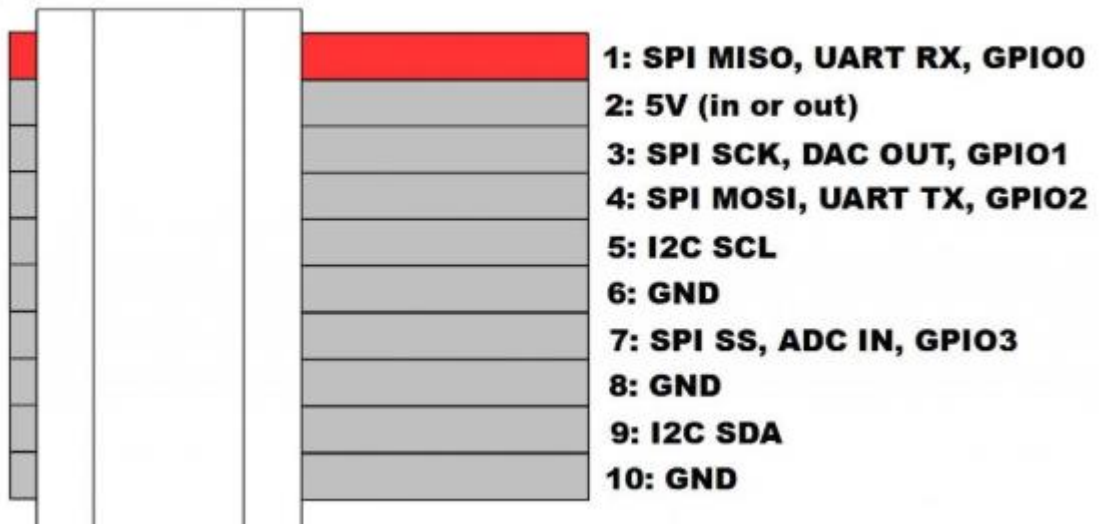 1: SPI MISO, UART RX, GPIO0
2: 5V (in or out)
3: SPI SCK, DAC OUT, GPIO1
4: SPI MOSI, UART TX, GPIO2
5: I2C SCL
6: GND
7: SPI SS, ADC IN, GPIO3
8: GND
9: I2C SDA
10: GND